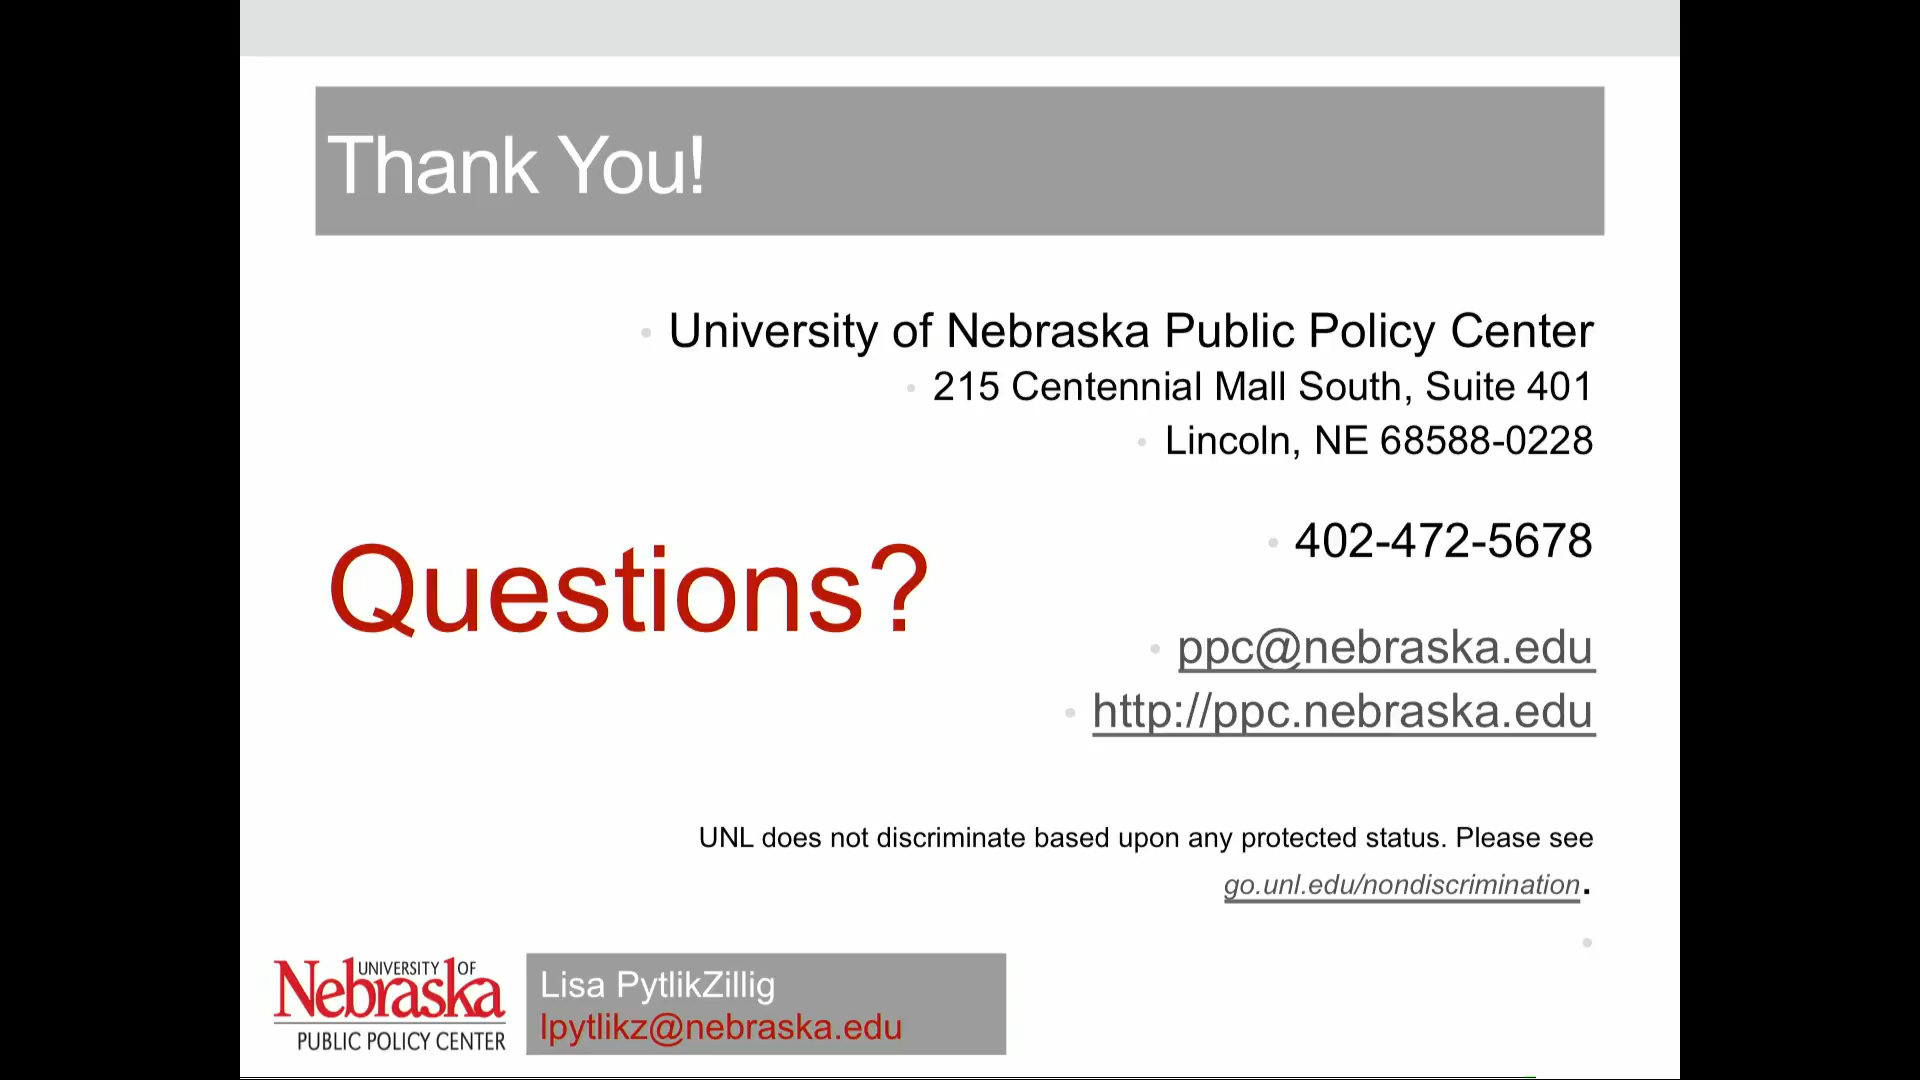 Thank You!
• University of Nebraska Public Policy Center
• 215 Centennial Mall South, Suite 401
• Lincoln, NE 68588-0228
• 402-472-5678
Questions?
• ppc@nebraska.edu
• http://ppc.nebraska.edu
UNL does not discriminate based upon any protected status. Please see
go.unl.edu/nondiscrimination.
UNIVERSITY OF
Nebraska
PUBLIC POLICY CENTER
Lisa PytlikZillig
lpytlikz@nebraska.edu